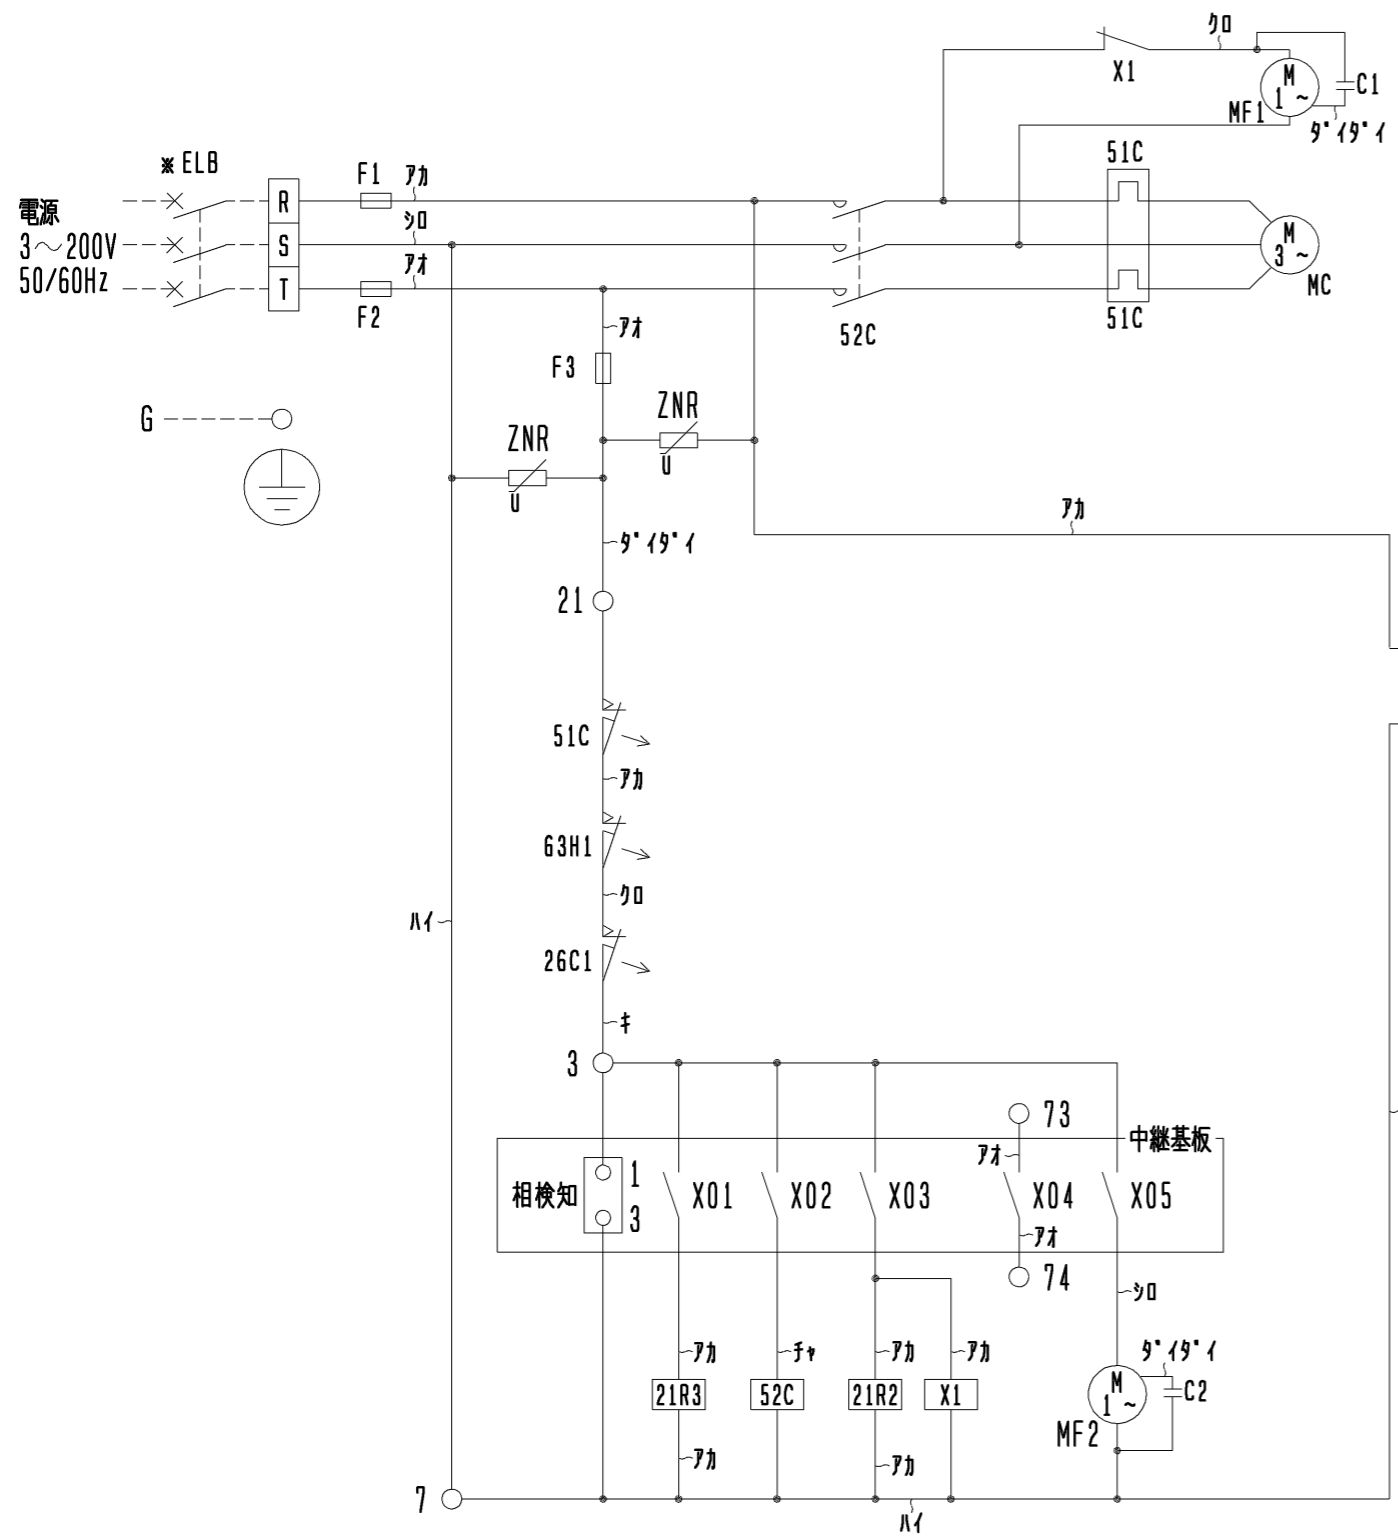 クロ
X1
M
1 ~
C1
MF1
ダイダイ
※ELB
F1
アカ
51C
電源
R
シロ
3〜200V
S
M
3 ~
50/60Hz
T
アオ
MC
F2
51C
52C
アオ
F3
G
ZNR
U
ZNR
U
アカ
ダイダイ
21
51C
アカ
63H1
クロ
ハイ
26C1
キ
3
73
中継基板
アオ
相検知
1
3
X01
X02
X03
X04
X05
アオ
74
シロ
アカ
チャ
アカ
アカ
ダイダイ
21R3
52C
21R2
X1
M
1 ~
C2
MF2
アカ
アカ
7
ハイ